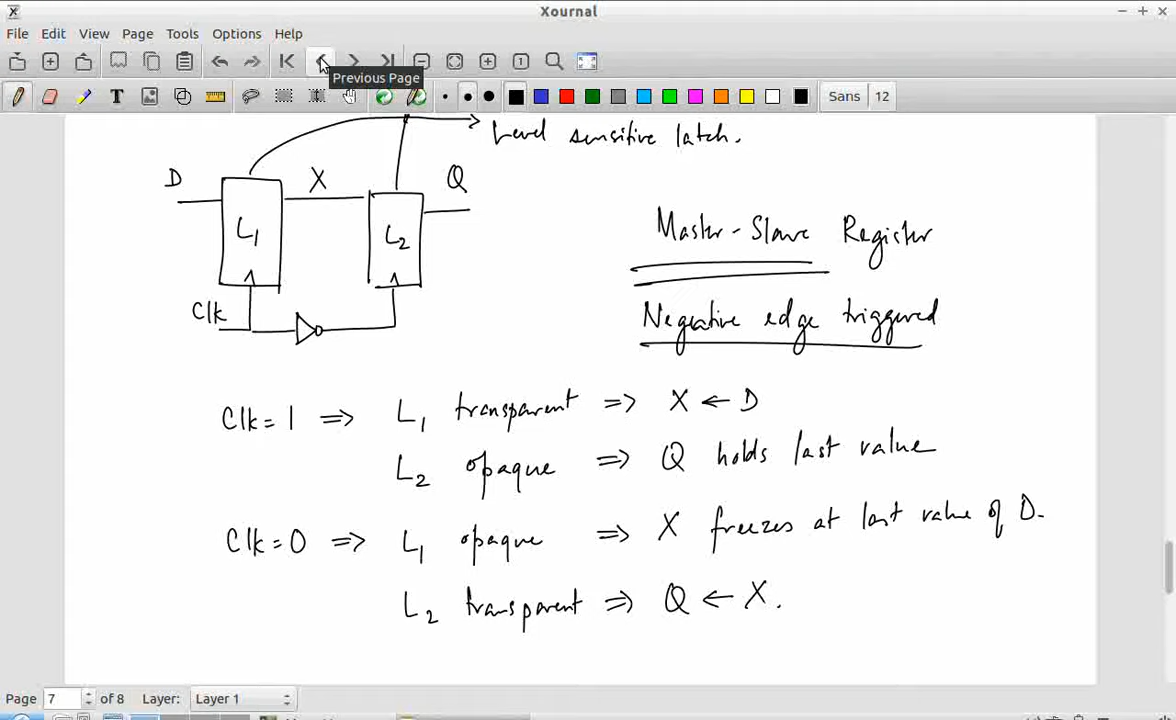 Xournal
File Edit View Page Tools Options Help
Previous Page
T Sans 12
Level sensitive latch.
D X Q
L1 L2
Clk
Master-Slave Register
Negative edge triggered
Clk=1 => L1 transparent => X ← D
L2 opaque => Q holds last value
Clk=0 => L1 opaque => X freezes at last value of D.
L2 transparent => Q ← X.
Page 7 of 8 Layer: Layer 1